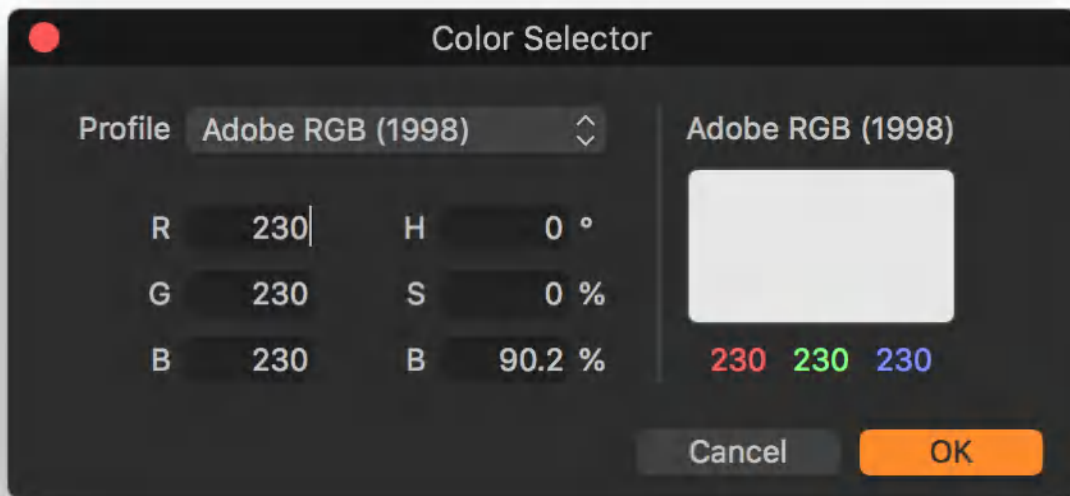 Color Selector
Profile Adobe RGB (1998) Adobe RGB (1998)
R 230 H 0 °
G 230 S 0 %
B 230 B 90.2 %
230 230 230
Cancel OK